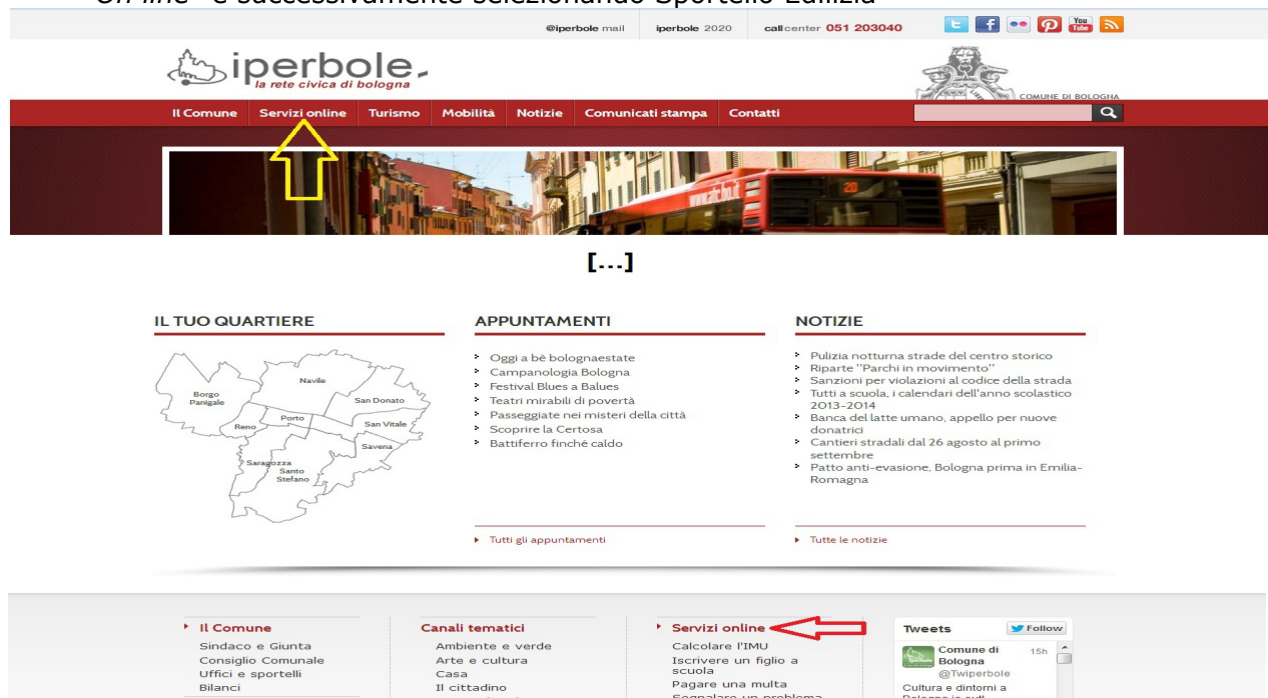 On line" e successivamente selezionando Sportello Edilizia
@iperbole mail iperbole 2020 callcenter 051 203040
iperbole
la rete civica di bologna
COMUNE DI BOLOGNA
Il Comune Servizi online Turismo Mobilità Notizie Comunicati stampa Contatti
20
www.atc.bo.it
[...]
IL TUO QUARTIERE
Navile
Borgo
Panigale
San Donato
Porto
Reno
San Vitale
Savena
Saragozza
Santo
Stefano
APPUNTAMENTI
Oggi a bè bolognaestate
Campanologia Bologna
Festival Blues a Balues
Teatri mirabili di povertà
Passeggiate nei misteri della città
Scoprire la Certosa
Battiferro finché caldo
Tutti gli appuntamenti
NOTIZIE
Pulizia notturna strade del centro storico
Riparte "Parchi in movimento"
Sanzioni per violazioni al codice della strada
Tutti a scuola, i calendari dell'anno scolastico
2013-2014
Banca del latte umano, appello per nuove
donatrici
Cantieri stradali dal 26 agosto al primo
settembre
Patto anti-evasione, Bologna prima in Emilia-
Romagna
Tutte le notizie
Il Comune
Sindaco e Giunta
Consiglio Comunale
Uffici e sportelli
Bilanci
Canali tematici
Ambiente e verde
Arte e cultura
Casa
Il cittadino
Servizi online
Calcolare l'IMU
Iscrivere un figlio a
scuola
Pagare una multa
Segnalare un problema
Tweets Follow
Comune di 15h
Bologna
@Twiperbole
Cultura e dintorni a